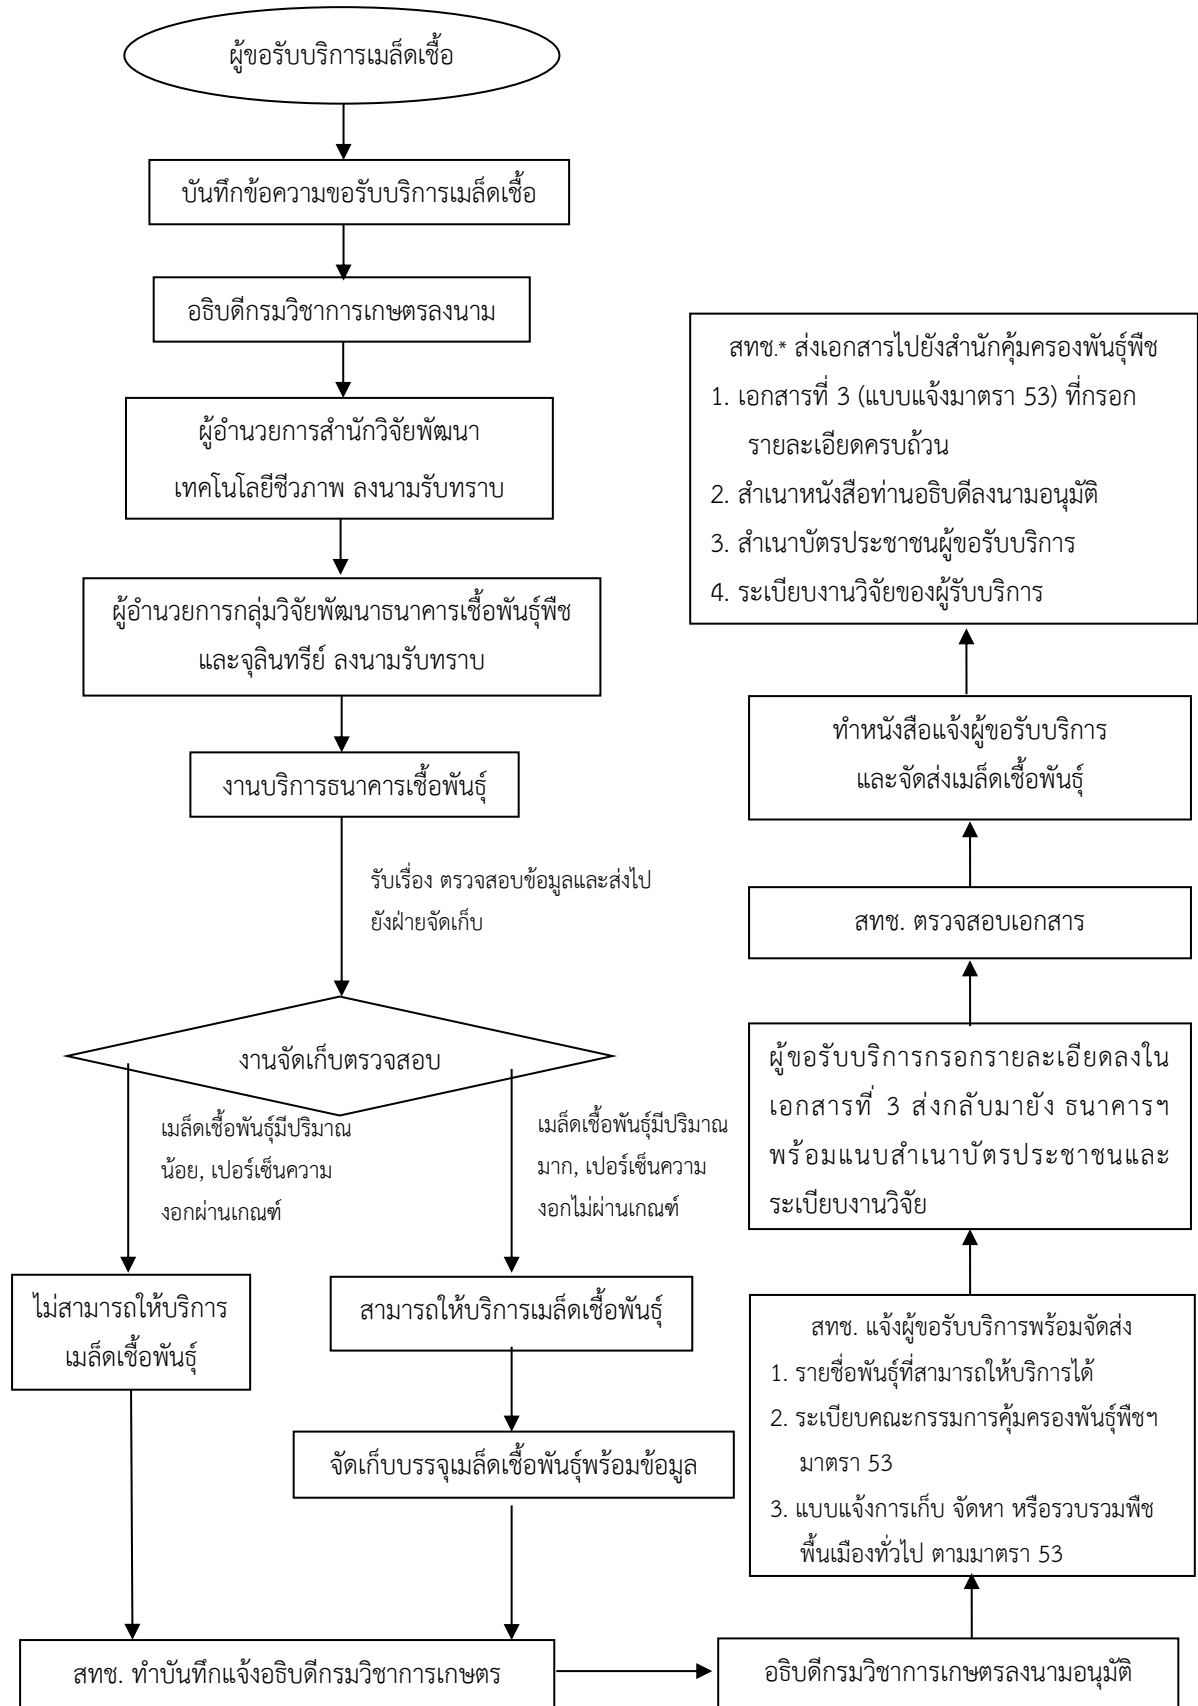 ผู้ขอรับบริการเมล็ดเชื้อ
บันทึกข้อความขอรับบริการเมล็ดเชื้อ
อธิบดีกรมวิชาการเกษตรลงนาม
ผู้อำนวยการสำนักวิจัยพัฒนา
เทคโนโลยีชีวภาพ ลงนามรับทราบ
ผู้อำนวยการกลุ่มวิจัยพัฒนาธนาคารเชื้อพันธุ์พืช
และจุลินทรีย์ ลงนามรับทราบ
งานบริการธนาคารเชื้อพันธุ์
รับเรื่อง ตรวจสอบข้อมูลและส่งไป
ยังฝ่ายจัดเก็บ
งานจัดเก็บตรวจสอบ
เมล็ดเชื้อพันธุ์มีปริมาณ
น้อย, เปอร์เซ็นความ
งอกผ่านเกณฑ์
เมล็ดเชื้อพันธุ์มีปริมาณ
มาก, เปอร์เซ็นความ
งอกไม่ผ่านเกณฑ์
ไม่สามารถให้บริการ
เมล็ดเชื้อพันธุ์
สามารถให้บริการเมล็ดเชื้อพันธุ์
จัดเก็บบรรจุเมล็ดเชื้อพันธุ์พร้อมข้อมูล
สทช. ทำบันทึกแจ้งอธิบดีกรมวิชาการเกษตร
อธิบดีกรมวิชาการเกษตรลงนามอนุมัติ
สทช. แจ้งผู้ขอรับบริการพร้อมจัดส่ง
1. รายชื่อพันธุ์ที่สามารถให้บริการได้
2. ระเบียบคณะกรรมการคุ้มครองพันธุ์พืชฯ
มาตรา 53
3. แบบแจ้งการเก็บ จัดหา หรือรวบรวมพืช
พื้นเมืองทั่วไป ตามมาตรา 53
ผู้ขอรับบริการกรอกรายละเอียดลงใน
เอกสารที่ 3 ส่งกลับมายัง ธนาคารฯ
พร้อมแนบสำเนาบัตรประชาชนและ
ระเบียบงานวิจัย
สทช. ตรวจสอบเอกสาร
ทำหนังสือแจ้งผู้ขอรับบริการ
และจัดส่งเมล็ดเชื้อพันธุ์
สทช.* ส่งเอกสารไปยังสำนักคุ้มครองพันธุ์พืช
1. เอกสารที่ 3 (แบบแจ้งมาตรา 53) ที่กรอก
รายละเอียดครบถ้วน
2. สำเนาหนังสือท่านอธิบดีลงนามอนุมัติ
3. สำเนาบัตรประชาชนผู้ขอรับบริการ
4. ระเบียบงานวิจัยของผู้รับบริการ